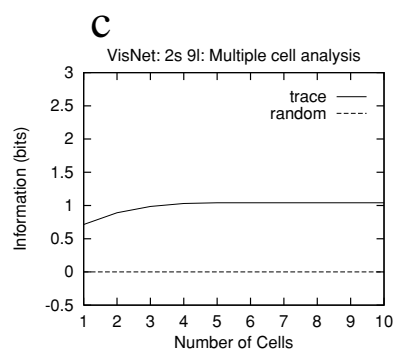 c
VisNet: 2s 9l: Multiple cell analysis
3
2.5
2
1.5
1
0.5
0
-0.5
Information (bits)
trace
random
1 2 3 4 5 6 7 8 9 10
Number of Cells